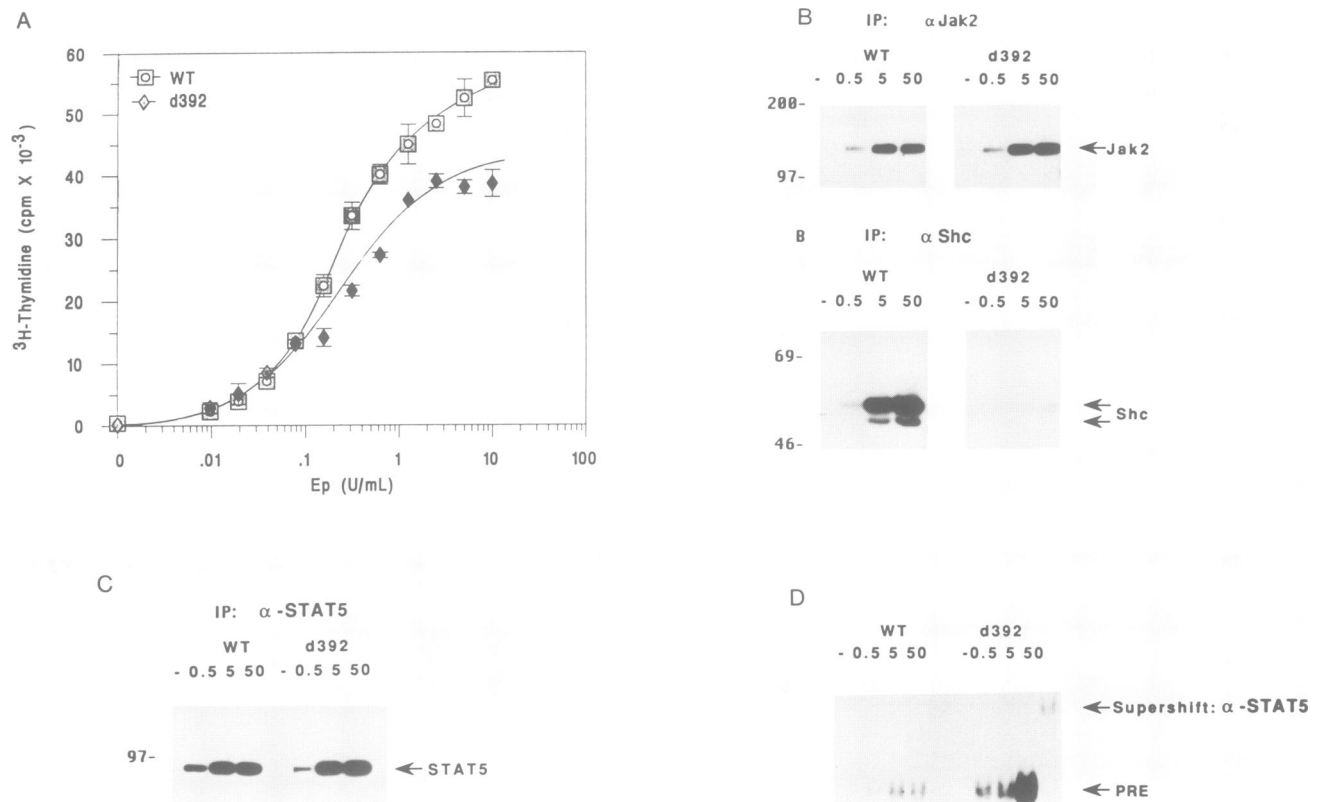 A
60
50
40
30
20
10
0
³H-Thymidine (cpm X 10⁻³)
WT
d392
0 .01 .1 1 10 100
Ep (U/mL)
B
IP: α Jak2
WT d392
- 0.5 5 50 - 0.5 5 50
200-
Jak2
97-
B IP: α Shc
WT d392
- 0.5 5 50 - 0.5 5 50
69-
Shc
46-
C
IP: α-STAT5
WT d392
- 0.5 5 50 - 0.5 5 50
97-
STAT5
D
WT d392
- 0.5 5 50 -0.5 5 50
Supershift: α-STAT5
PRE